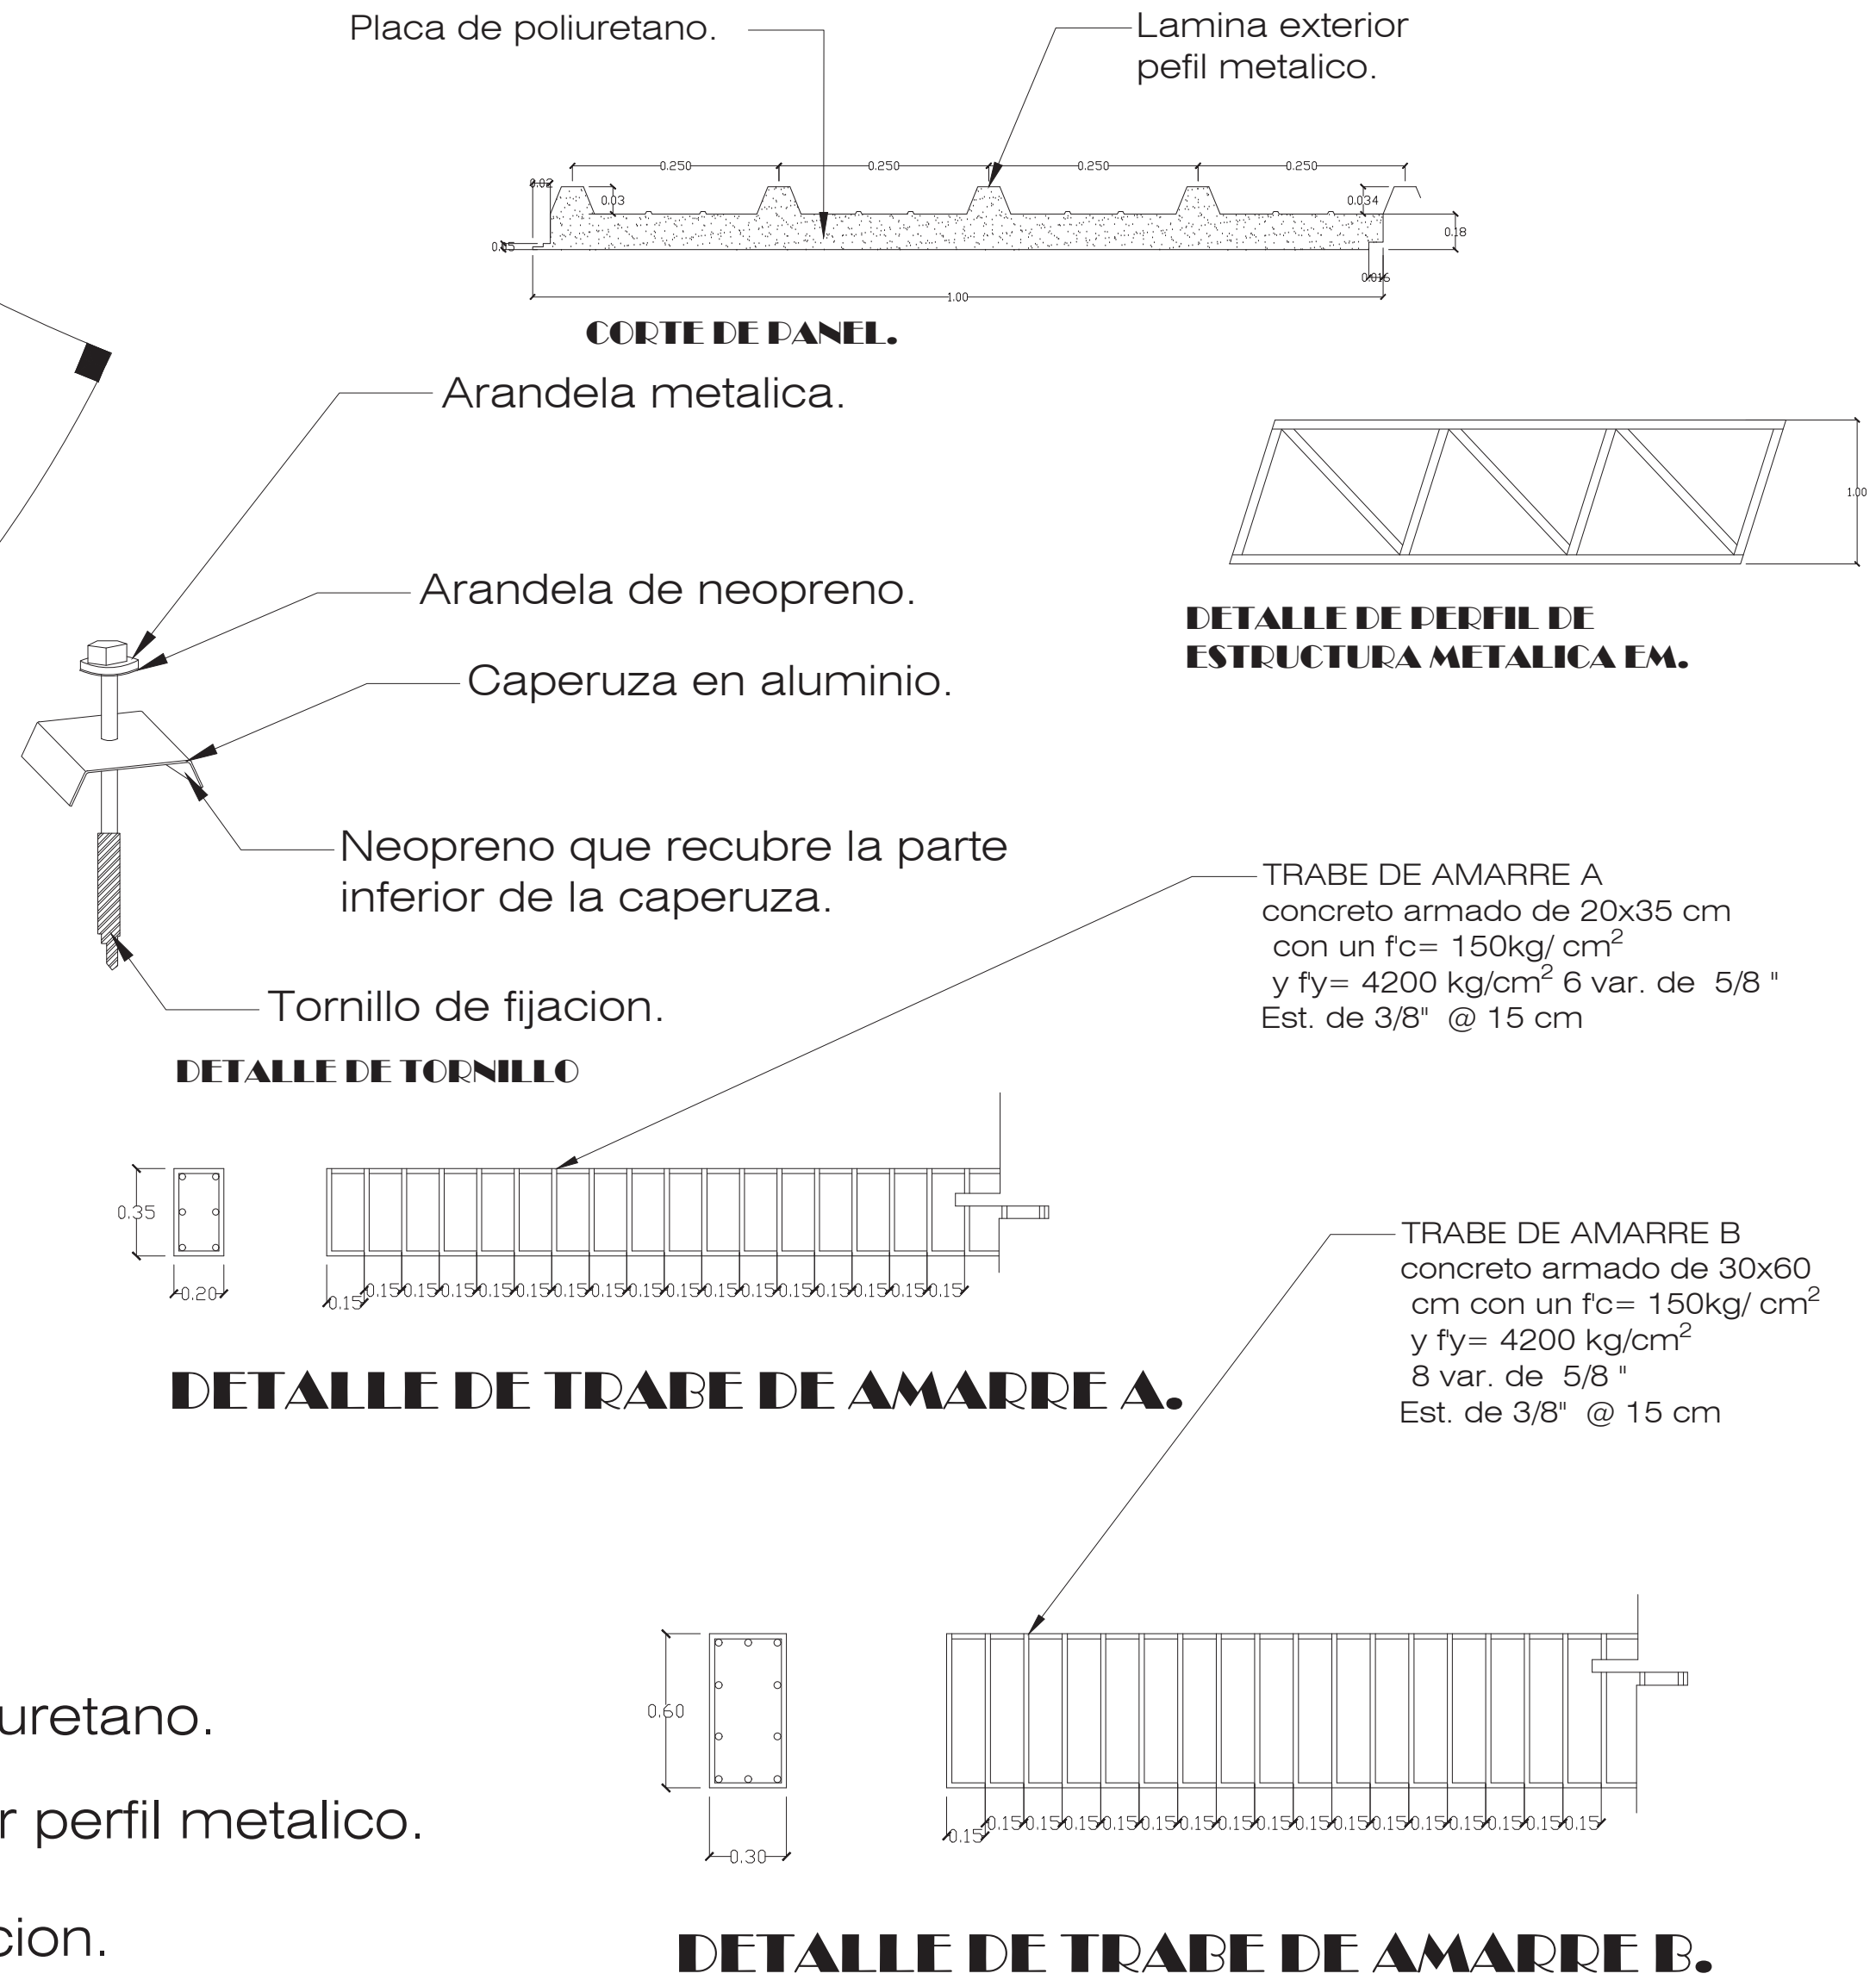 Placa de poliuretano.
Lamina exterior
pefil metalico.
0.250
0.250
0.250
0.250
0.02
0.03
0.034
0.18
0.016
1.00
CORTE DE PANEL.
Arandela metalica.
1.00
Arandela de neopreno.
DETALLE DE PERFIL DE
ESTRUCTURA METALICA EM.
Caperuza en aluminio.
Neopreno que recubre la parte
inferior de la caperuza.
Tornillo de fijacion.
DETALLE DE TORNILLO
TRABE DE AMARRE A
concreto armado de 20x35 cm
con un f'c= 150kg/ cm²
y f'y= 4200 kg/cm² 6 var. de 5/8 "
Est. de 3/8" @ 15 cm
0.35
0.20
0.15
0.15 0.15 0.15 0.15 0.15 0.15 0.15 0.15 0.15 0.15 0.15 0.15 0.15 0.15 0.15 0.15
DETALLE DE TRABE DE AMARRE A.
TRABE DE AMARRE B
concreto armado de 30x60
cm con un f'c= 150kg/ cm²
y f'y= 4200 kg/cm²
8 var. de 5/8 "
Est. de 3/8" @ 15 cm
0.60
0.30
0.15
0.15 0.15 0.15 0.15 0.15 0.15 0.15 0.15 0.15 0.15 0.15 0.15 0.15 0.15 0.15 0.15
uretano.
r perfil metalico.
cion.
DETALLE DE TRABE DE AMARRE B.